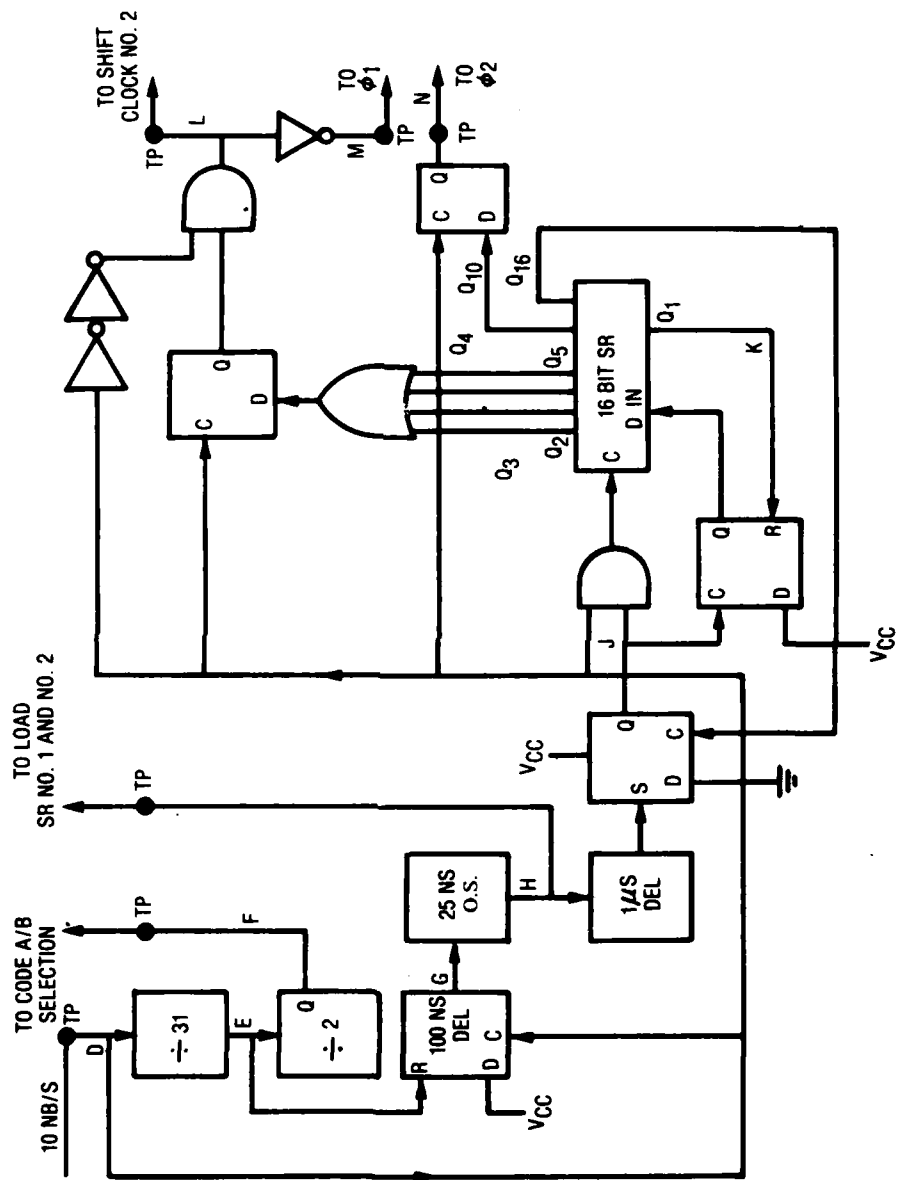 10 NB/S
TP
D
TO CODE A/B
SELECTION
TP
F
÷ 31
E
Q
÷ 2
R
100 NS
DEL
D C
VCC
G
25 NS
O.S.
H
1μS
DEL
TO LOAD
SR NO. 1 AND NO. 2
TP
VCC
S
Q
D
C
J
C
Q
D
R
VCC
C
D IN
16 BIT SR
Q1
K
Q2
Q3
Q4
Q5
Q10
Q16
C
D
Q
C
D
Q
TP
L
TO SHIFT
CLOCK NO. 2
M
TP
TO
ϕ1
TP
N
TO
ϕ2